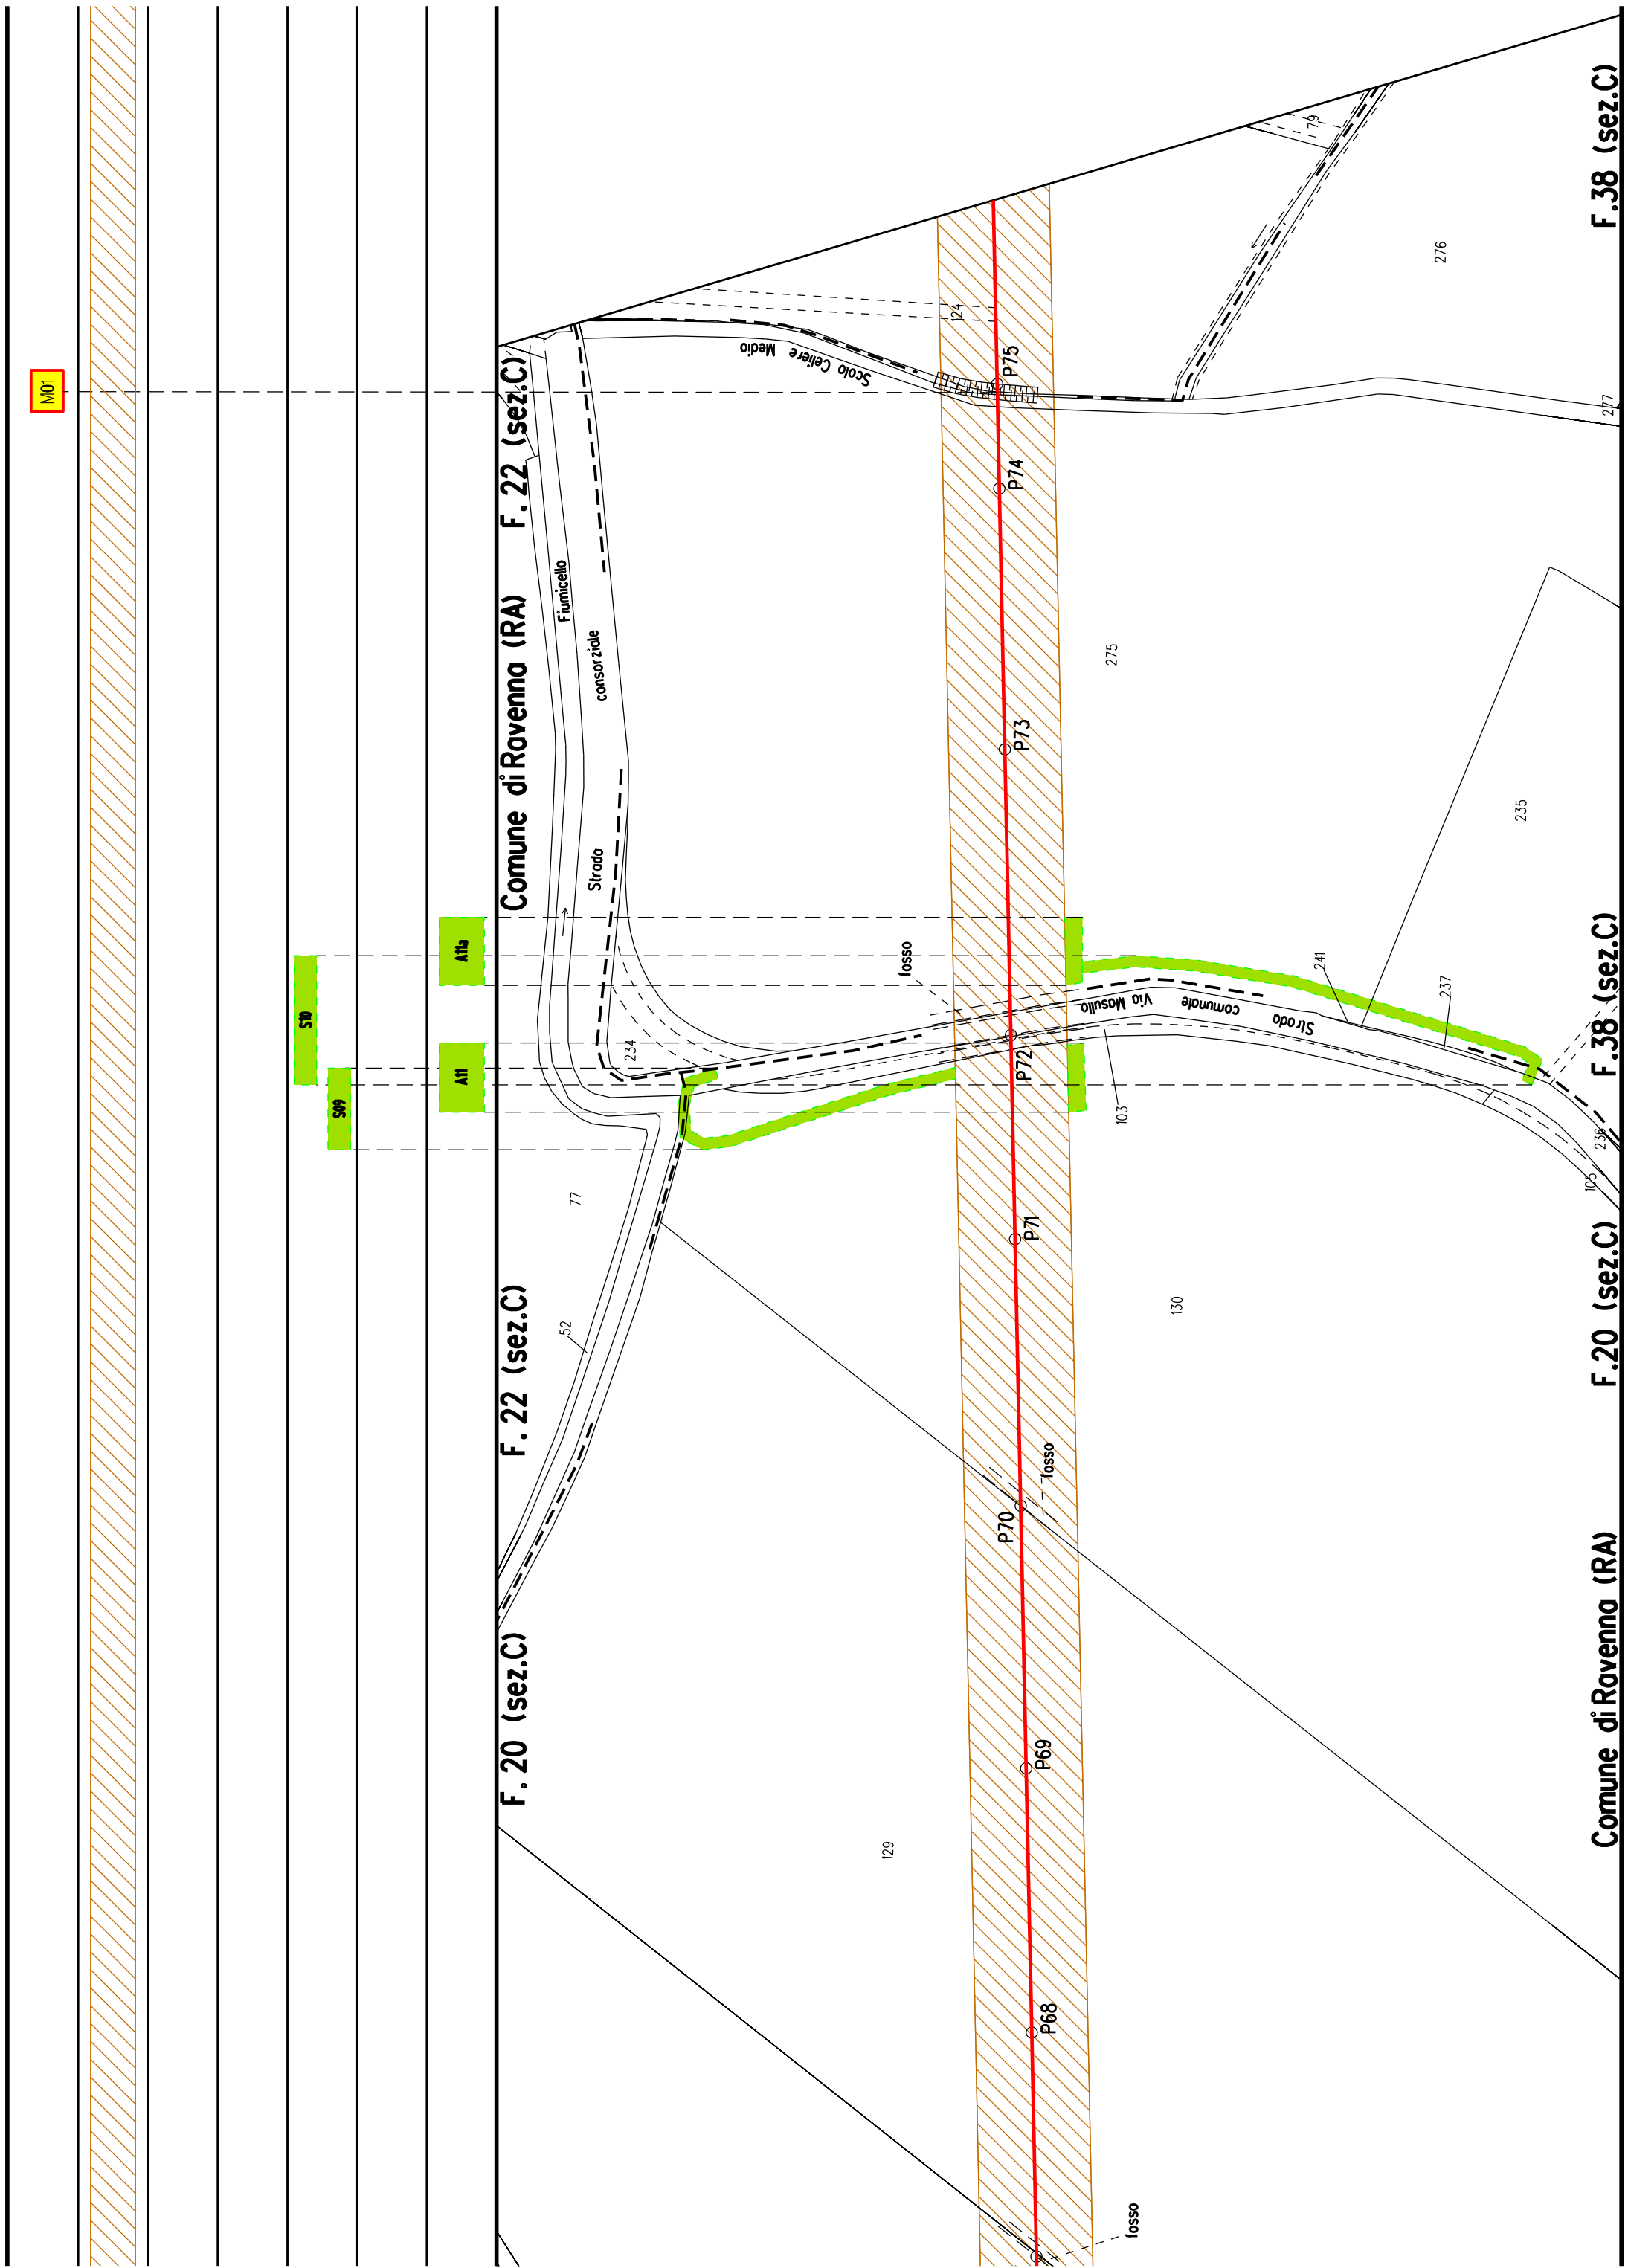 M01
S10
S09
A11a
A11
F. 20 (sez.C)
F. 22 (sez.C)
Comune di Ravenna (RA)
F. 22 (sez.C)
Fiumicello
Strada consorziale
52
77
234
Scolo Celiere Medio
124
79
276
277
275
235
fosso
Strada comunale Via Masullo
241
237
103
236
105
130
129
fosso
fosso
P68
P69
P70
P71
P72
P73
P74
P75
Comune di Ravenna (RA)
F.20 (sez.C)
F.38 (sez.C)
F.38 (sez.C)